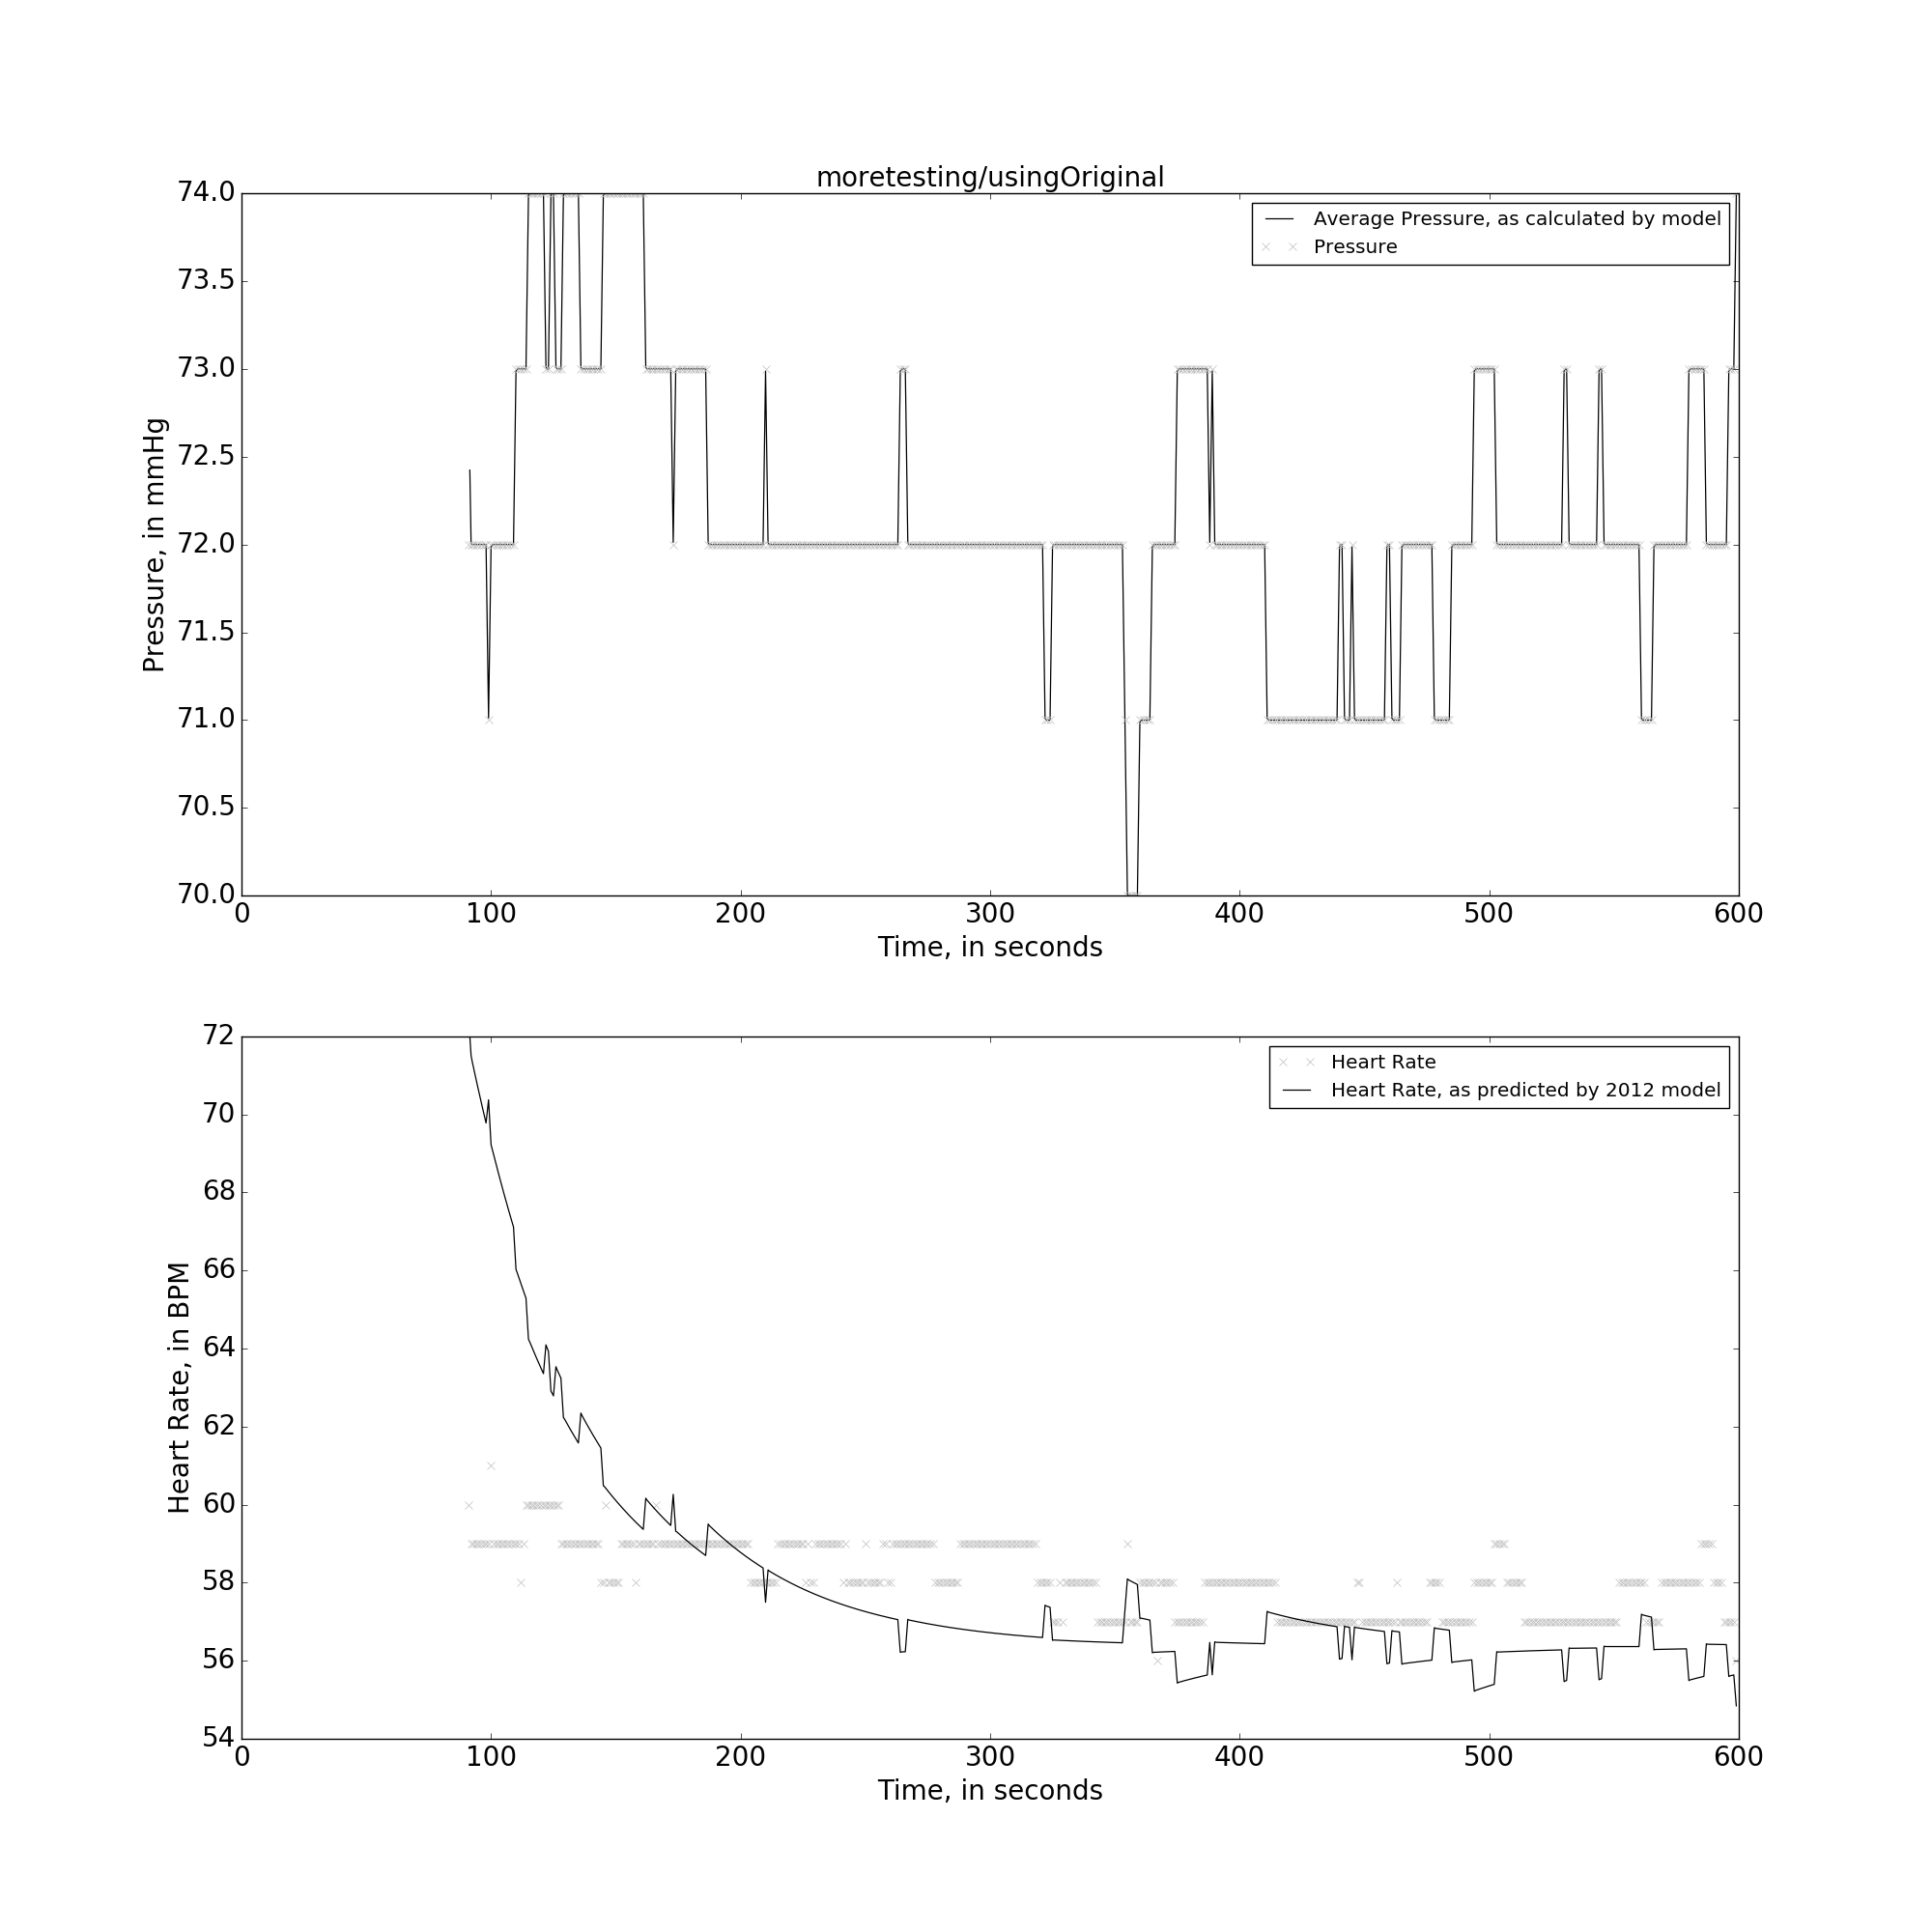 moretesting/usingOriginal
74.0
73.5
73.0
72.5
72.0
71.5
71.0
70.5
70.0
Pressure, in mmHg
Average Pressure, as calculated by model
Pressure
0 100 200 300 400 500 600
Time, in seconds
72
70
68
66
64
62
60
58
56
54
Heart Rate, in BPM
Heart Rate
Heart Rate, as predicted by 2012 model
0 100 200 300 400 500 600
Time, in seconds